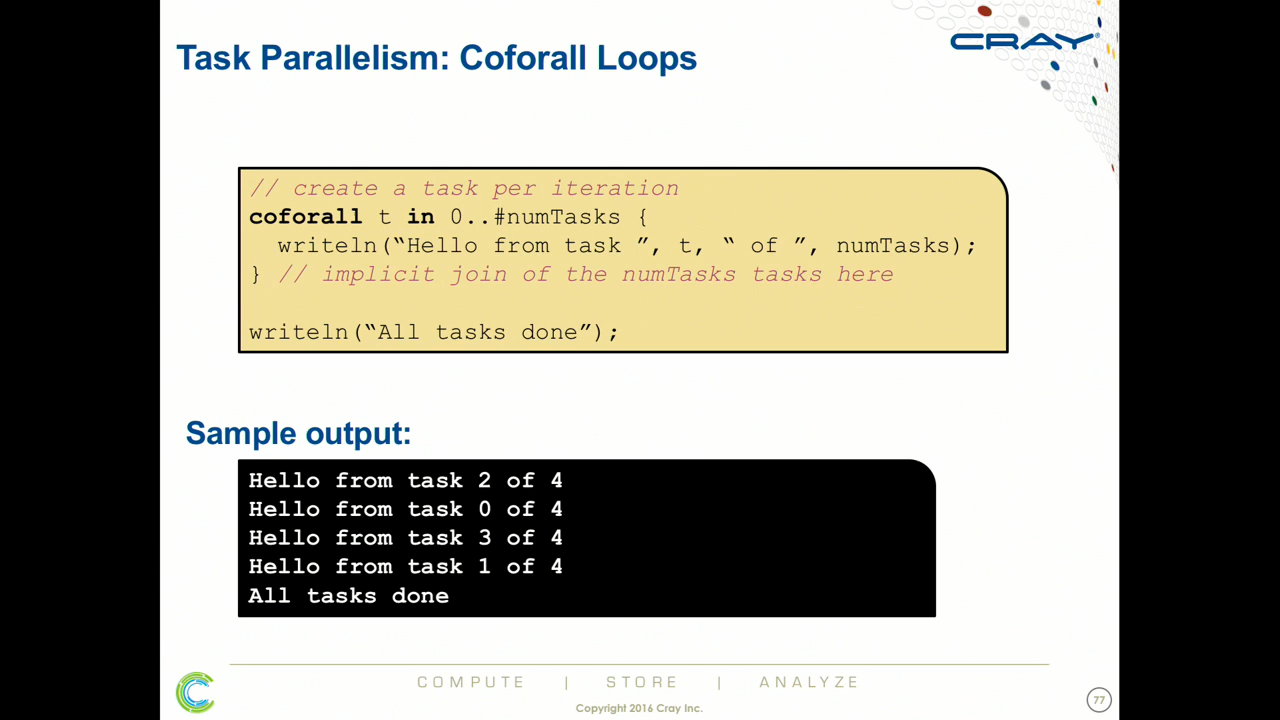 Task Parallelism: Coforall Loops
CRAY®
// create a task per iteration
coforall t in 0..#numTasks {
  writeln(“Hello from task ”, t, “ of ”, numTasks);
} // implicit join of the numTasks tasks here
writeln(“All tasks done”);
Sample output:
Hello from task 2 of 4
Hello from task 0 of 4
Hello from task 3 of 4
Hello from task 1 of 4
All tasks done
COMPUTE | STORE | ANALYZE
Copyright 2016 Cray Inc.
77